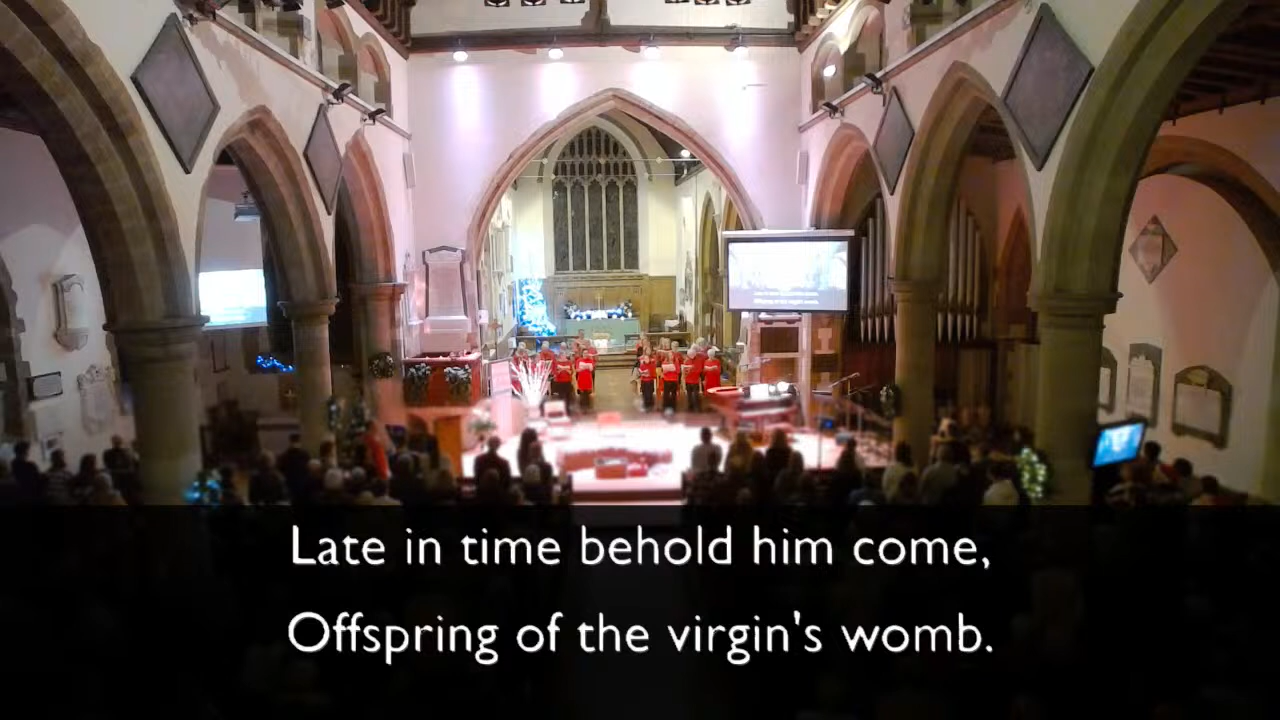 Late in time behold him come,
Offspring of the virgin's womb.